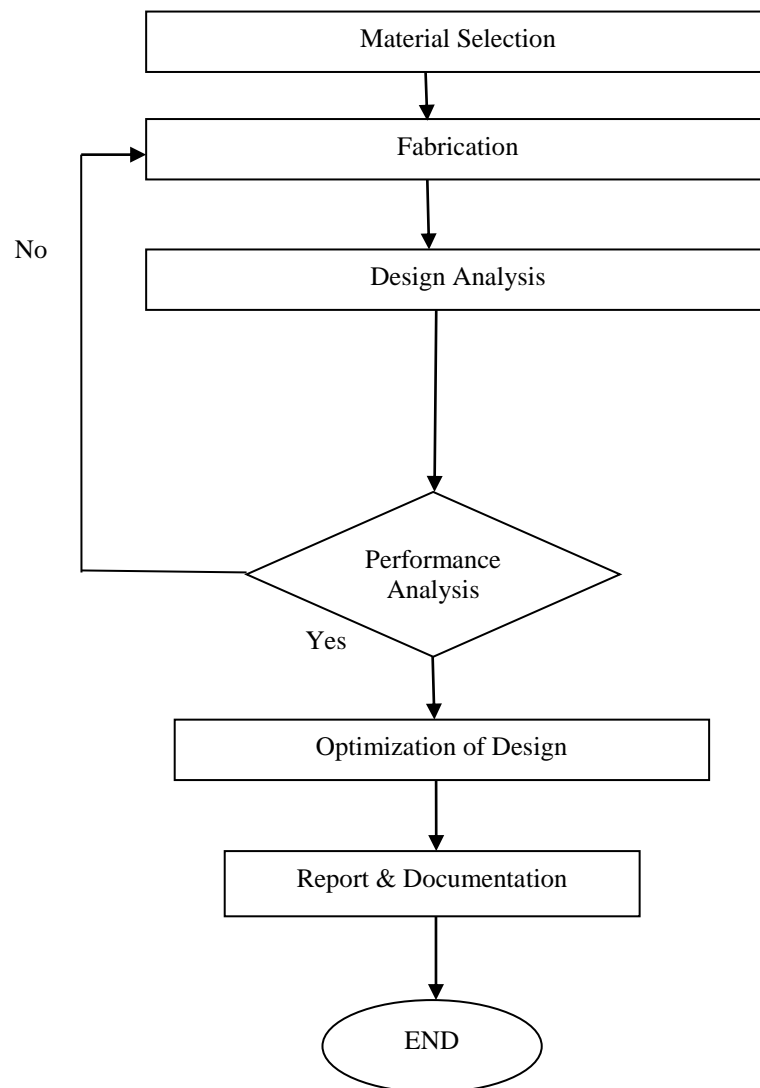 Material Selection
Fabrication
No
Design Analysis
Performance
Analysis
Yes
Optimization of Design
Report & Documentation
END